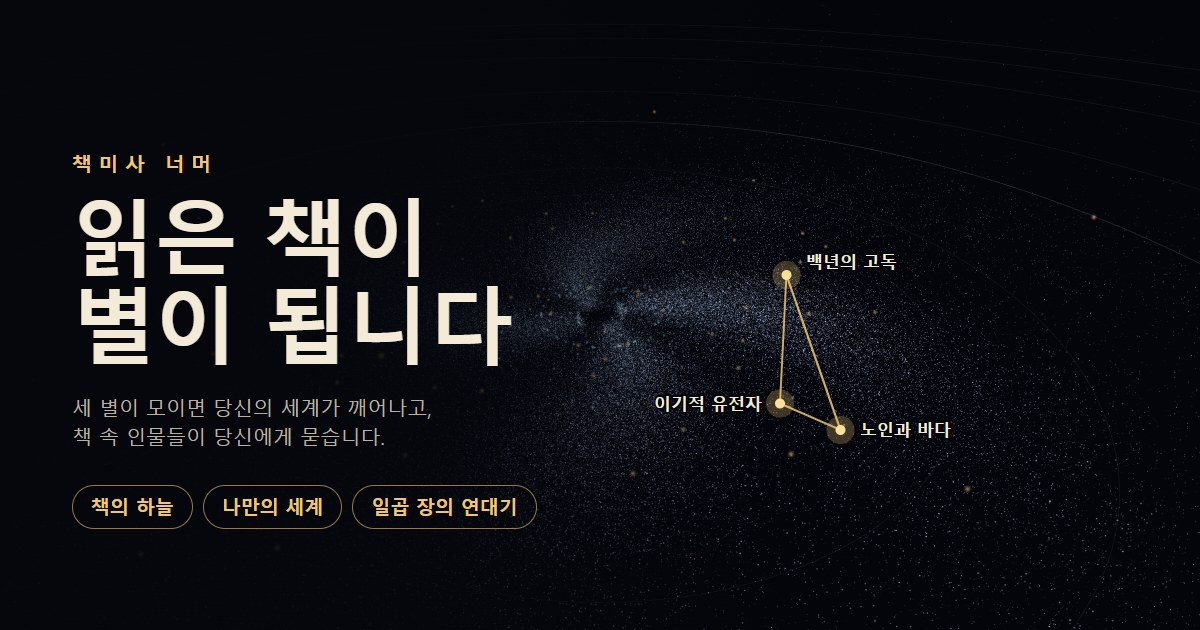 책미사 너머
읽은 책이
별이 됩니다
세 별이 모이면 당신의 세계가 깨어나고,
책 속 인물들이 당신에게 묻습니다.
책의 하늘
나만의 세계
일곱 장의 연대기
백년의 고독
이기적 유전자
노인과 바다